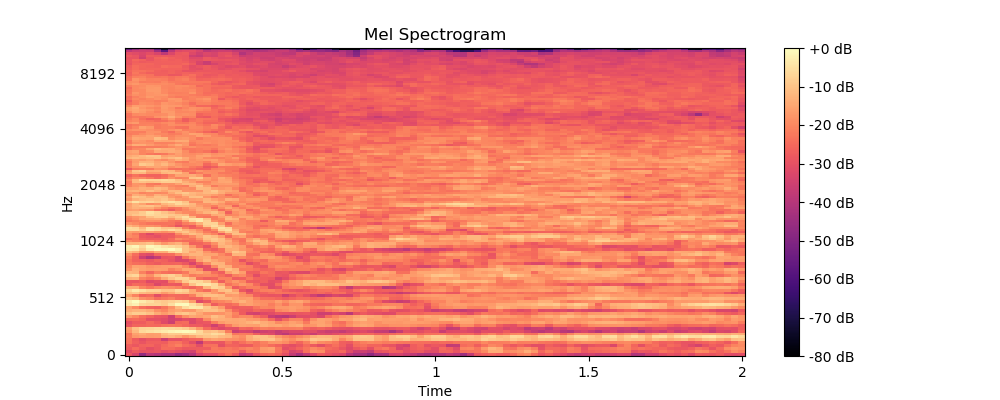 Mel Spectrogram
Hz
8192
4096
2048
1024
512
0
0 0.5 1 1.5 2
Time
+0 dB
-10 dB
-20 dB
-30 dB
-40 dB
-50 dB
-60 dB
-70 dB
-80 dB